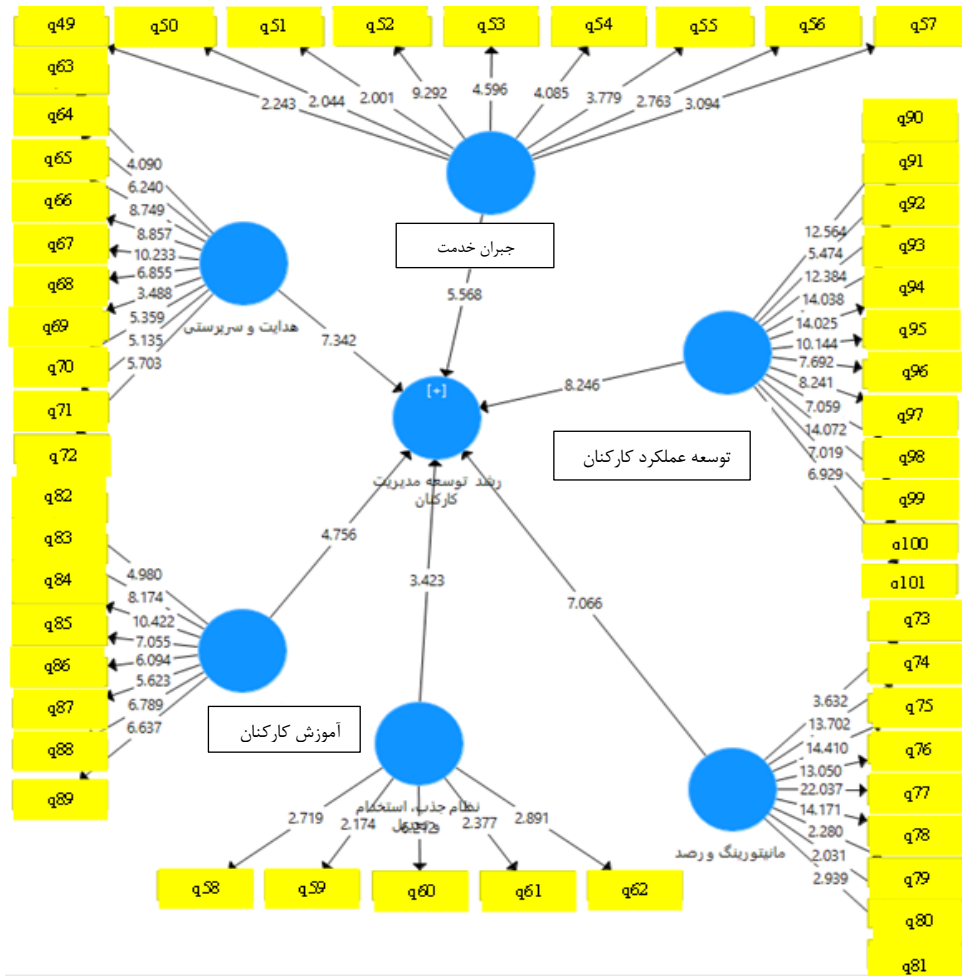 q49 q50 q51 q52 q53 q54 q55 q56 q57
2.243 2.044 2.001 9.292 4.596 4.085 3.779 2.763 3.094
جبران خدمت
5.568
q63
q64
q65
q66
q67
q68
q69
q70
q71
q72
4.090
6.240
8.749
8.857
10.233
6.855
3.488
5.359
5.135
5.703
هدایت و سرپرستی
7.342
q90
q91
q92
q93
q94
q95
q96
q97
q98
q99
a100
a101
12.564
5.474
12.384
14.038
14.025
10.144
7.692
8.241
7.059
14.072
7.019
6.929
توسعه عملکرد کارکنان
8.246
[+]
رشد توسعه مدیریت
کارکنان
q82
q83
q84
q85
q86
q87
q88
q89
4.980
8.174
10.422
7.055
6.094
5.623
6.789
6.637
آموزش کارکنان
4.756
3.423
نظام جذب، استخدام
2.719 2.174 2.377 2.891
q58 q59 q60 q61 q62
7.066
q73
q74
q75
q76
q77
q78
q79
q80
q81
3.632
13.702
14.410
13.050
22.037
14.171
2.280
2.031
2.939
مانیتورینگ و رصد